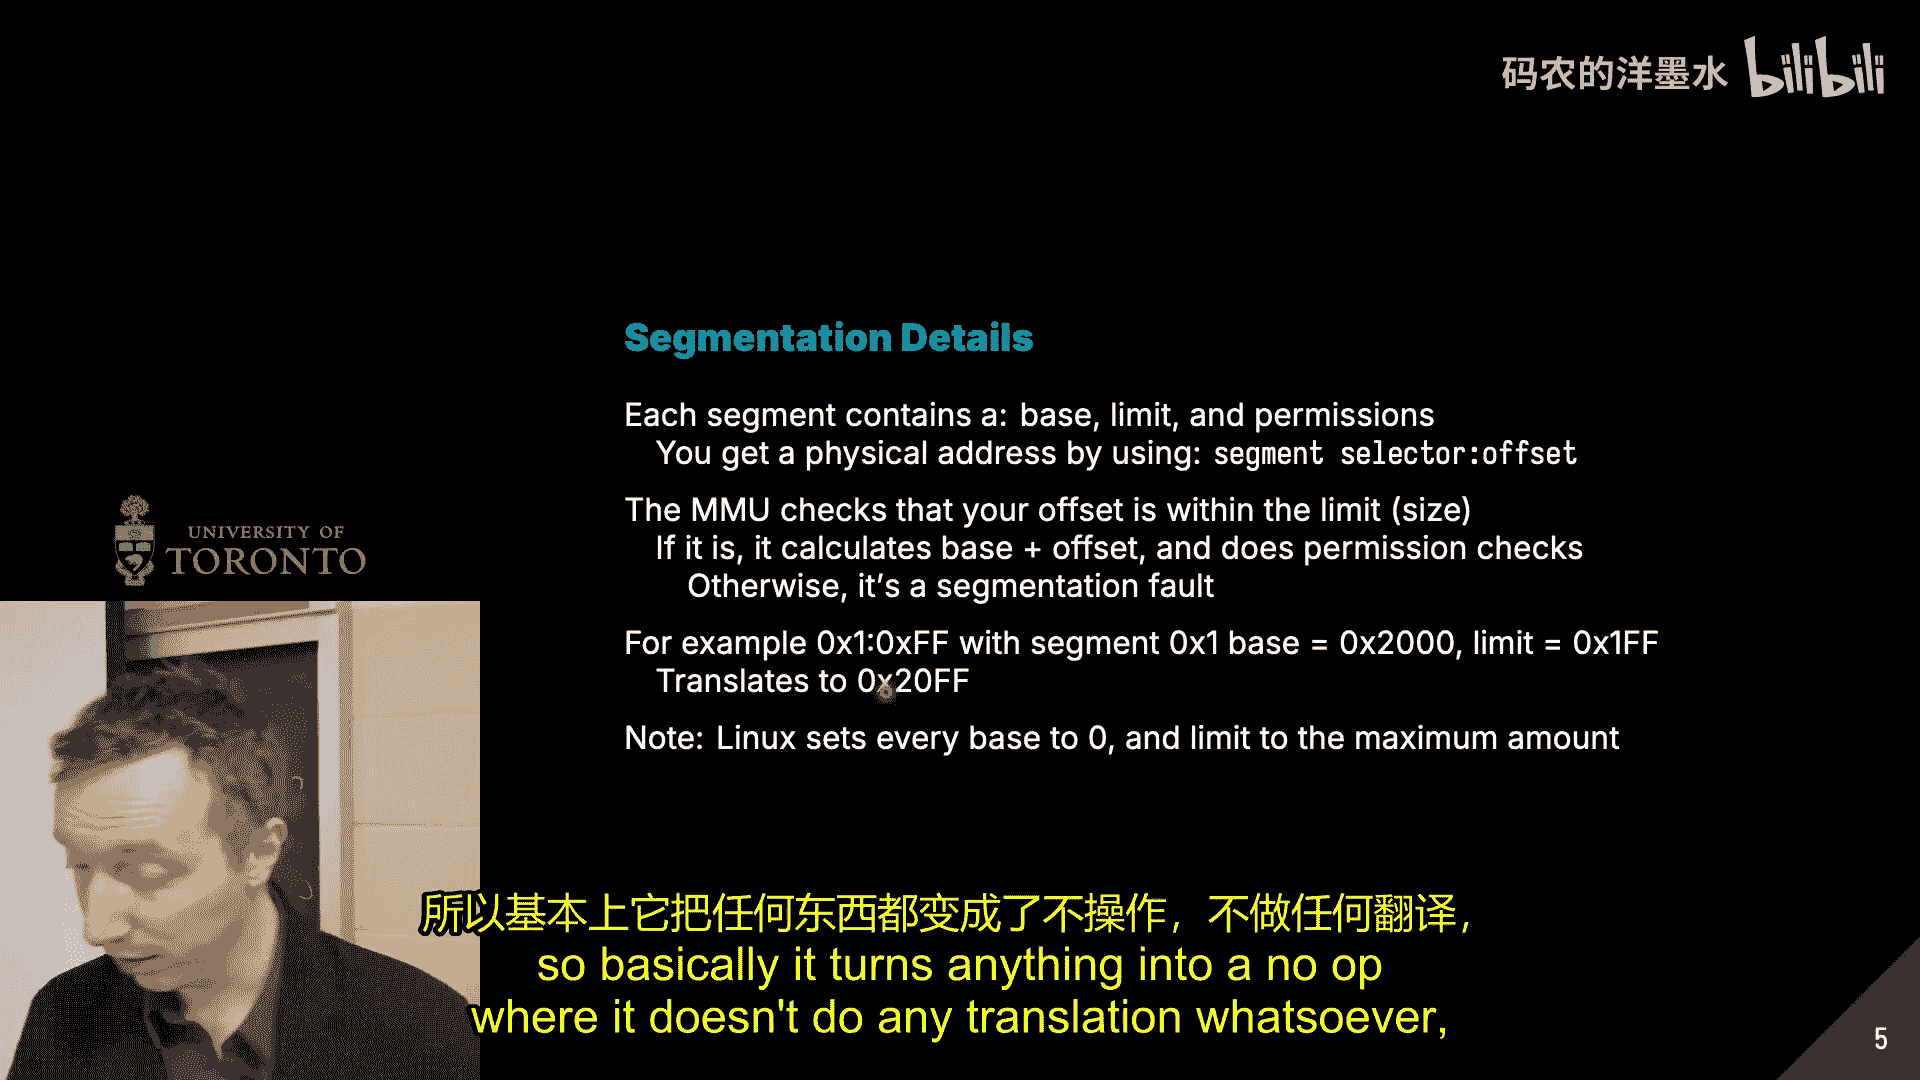 码农的洋墨水 bilibili
Segmentation Details
Each segment contains a: base, limit, and permissions
You get a physical address by using: segment selector:offset
The MMU checks that your offset is within the limit (size)
If it is, it calculates base + offset, and does permission checks
Otherwise, it's a segmentation fault
For example 0x1:0xFF with segment 0x1 base = 0x2000, limit = 0x1FF
Translates to 0x20FF
Note: Linux sets every base to 0, and limit to the maximum amount
UNIVERSITY OF
TORONTO
所以基本上它把任何东西都变成了不操作，不做任何翻译，
so basically it turns anything into a no op
where it doesn't do any translation whatsoever,
5